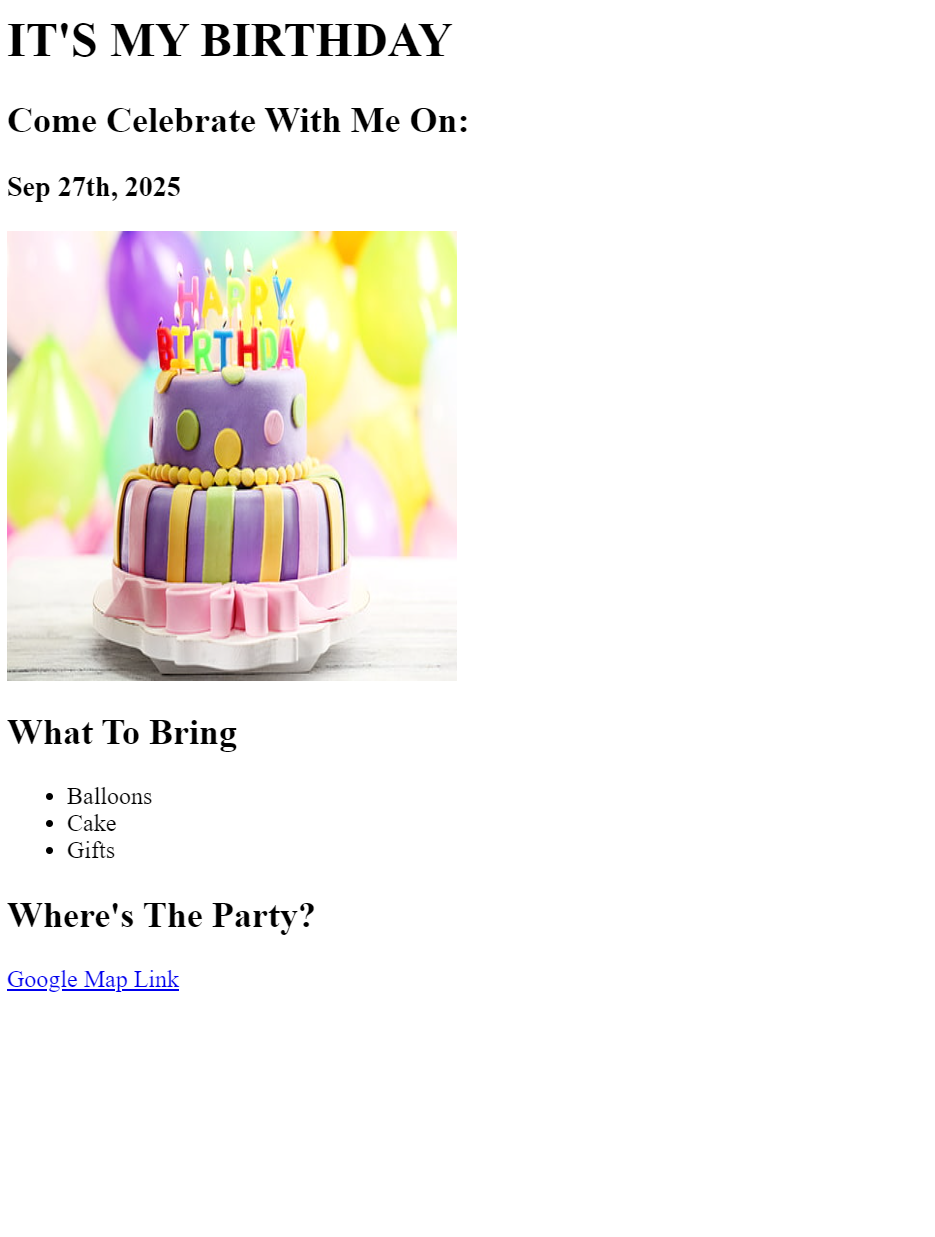 IT'S MY BIRTHDAY
Come Celebrate With Me On:
Sep 27th, 2025
HAPPY
BIRTHDAY
What To Bring
Balloons
Cake
Gifts
Where's The Party?
Google Map Link